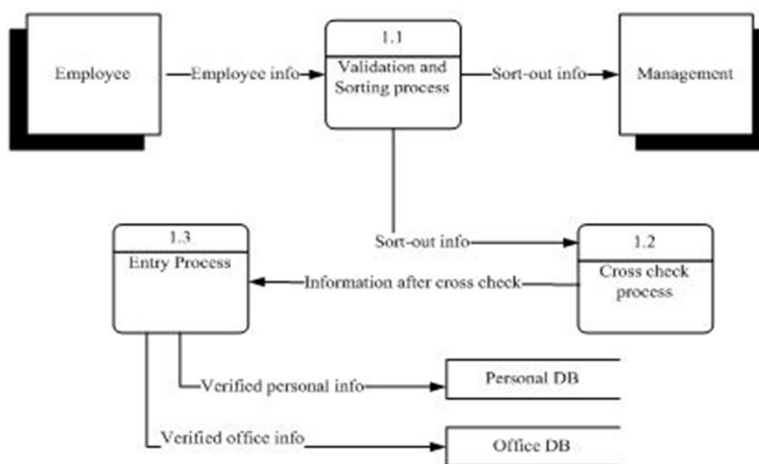 1.1
Employee
Employee info
Validation and
Sorting process
Sort-out info
Management
1.3
Entry Process
Sort-out info
1.2
Information after cross check
Cross check
process
Verified personal info
Personal DB
Verified office info
Office DB